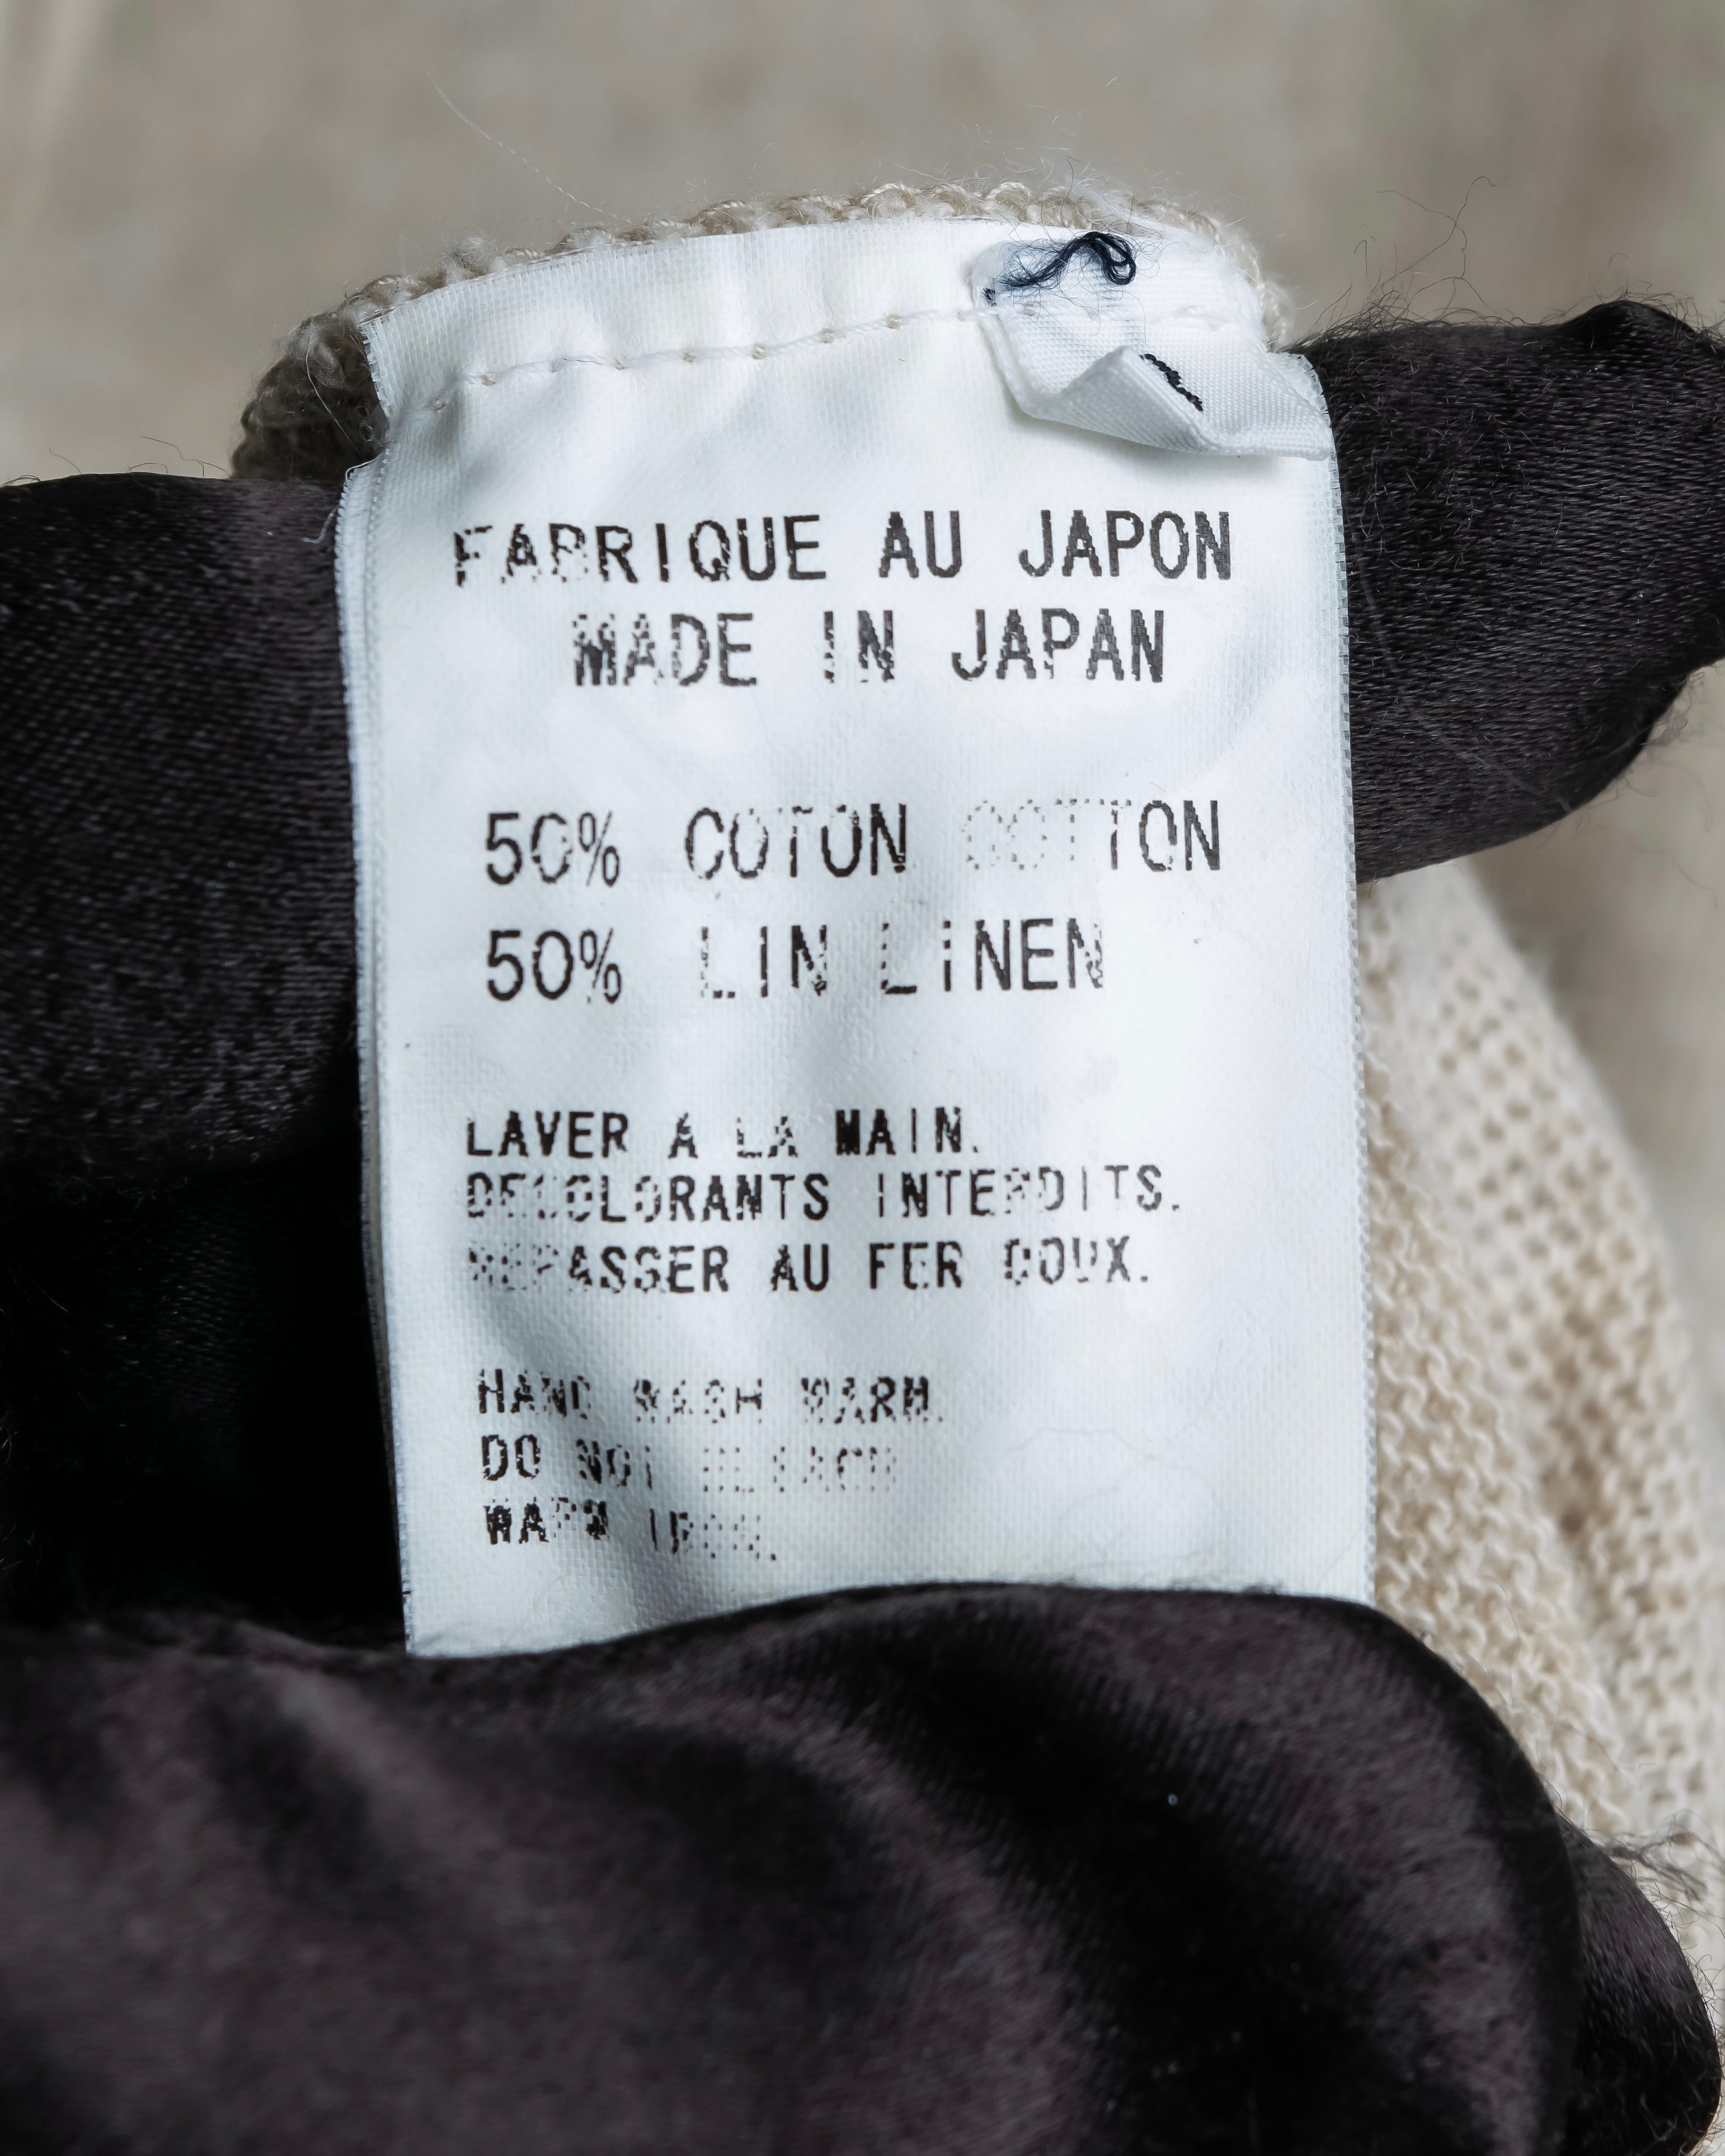 FABRIQUE AU JAPON
MADE IN JAPAN
50% COTON COTTON
50% LIN LINEN
LAVER A LA MAIN.
DECOLORANTS INTERDITS.
REPASSER AU FER DOUX.
HAND WASH WARM.
DO NOT BLEACH
WARM IRON.